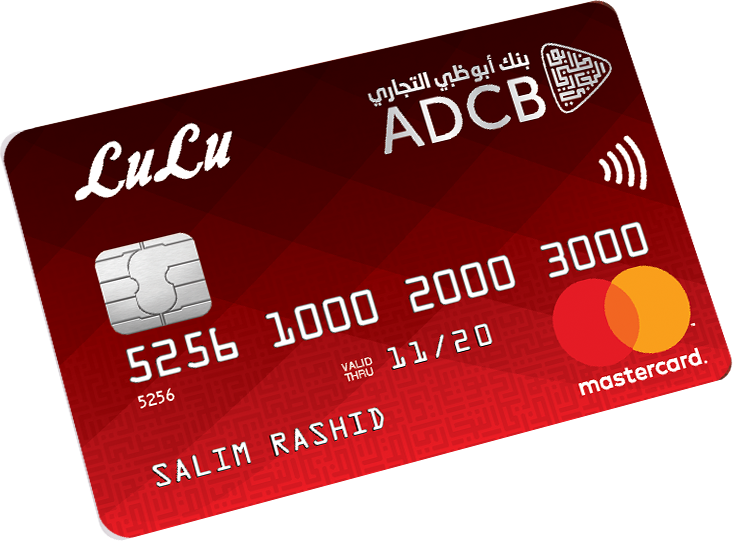 بنك أبوظبي التجاري
ADCB
LuLu
5256 1000 2000 3000
5256
VALID
THRU
11/20
SALIM RASHID
mastercard.